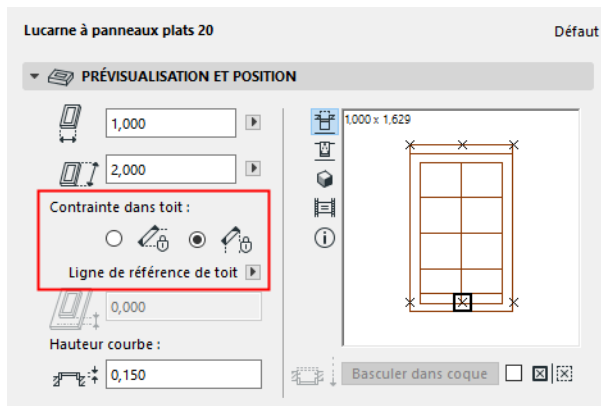 Lucarne à panneaux plats 20
Défaut
PRÉVISUALISATION ET POSITION
1,000
2,000
Contrainte dans toit :
Ligne de référence de toit
0,000
Hauteur courbe :
0,150
1,000 x 1,629
Basculer dans coque